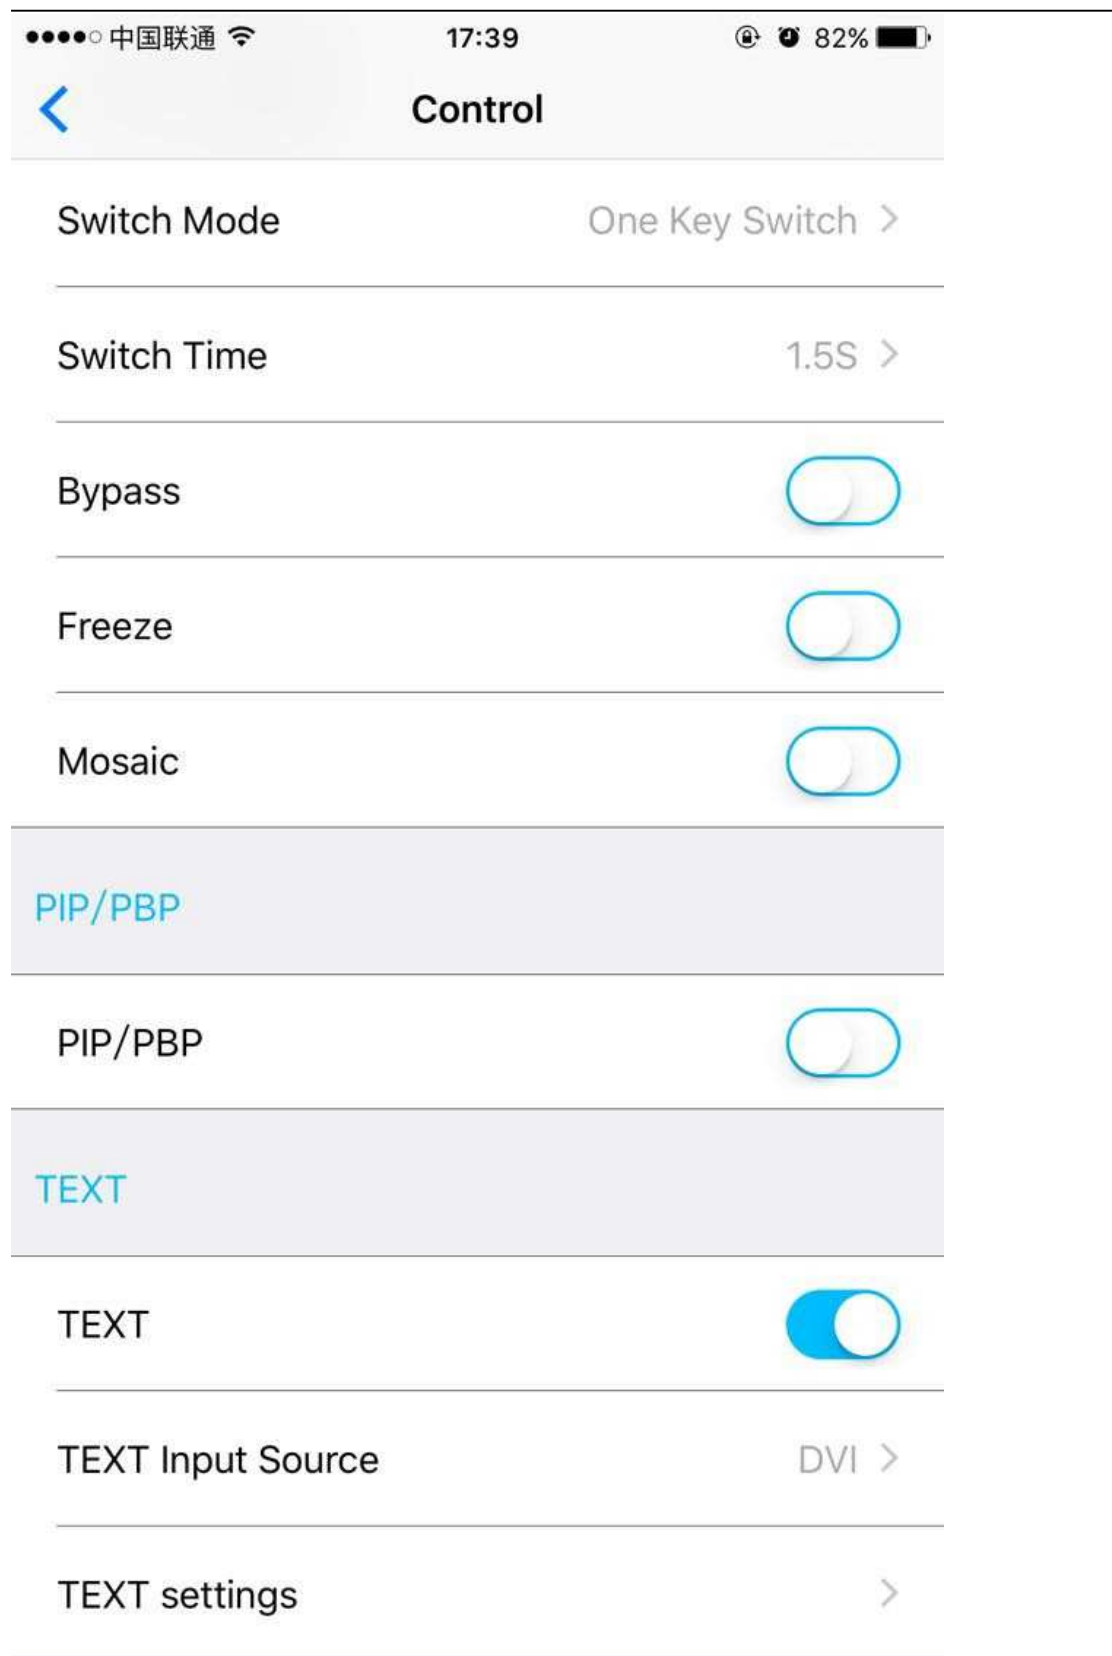 中国联通 17:39 82%
Control
Switch Mode One Key Switch
Switch Time 1.5S
Bypass
Freeze
Mosaic
PIP/PBP
PIP/PBP
TEXT
TEXT
TEXT Input Source DVI
TEXT settings